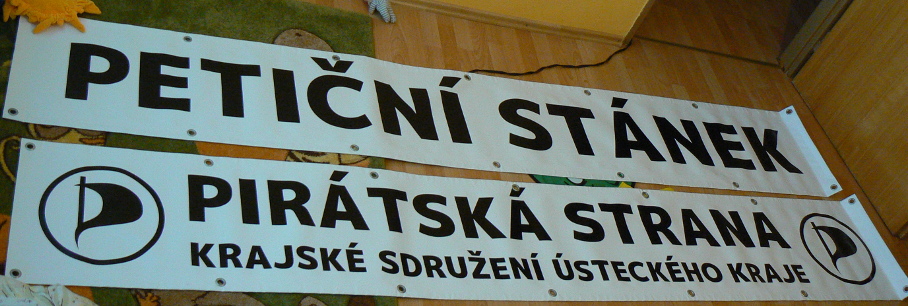 PETIČNÍ STÁNEK
PIRÁTSKÁ STRANA
KRAJSKÉ SDRUŽENÍ ÚSTECKÉHO KRAJE